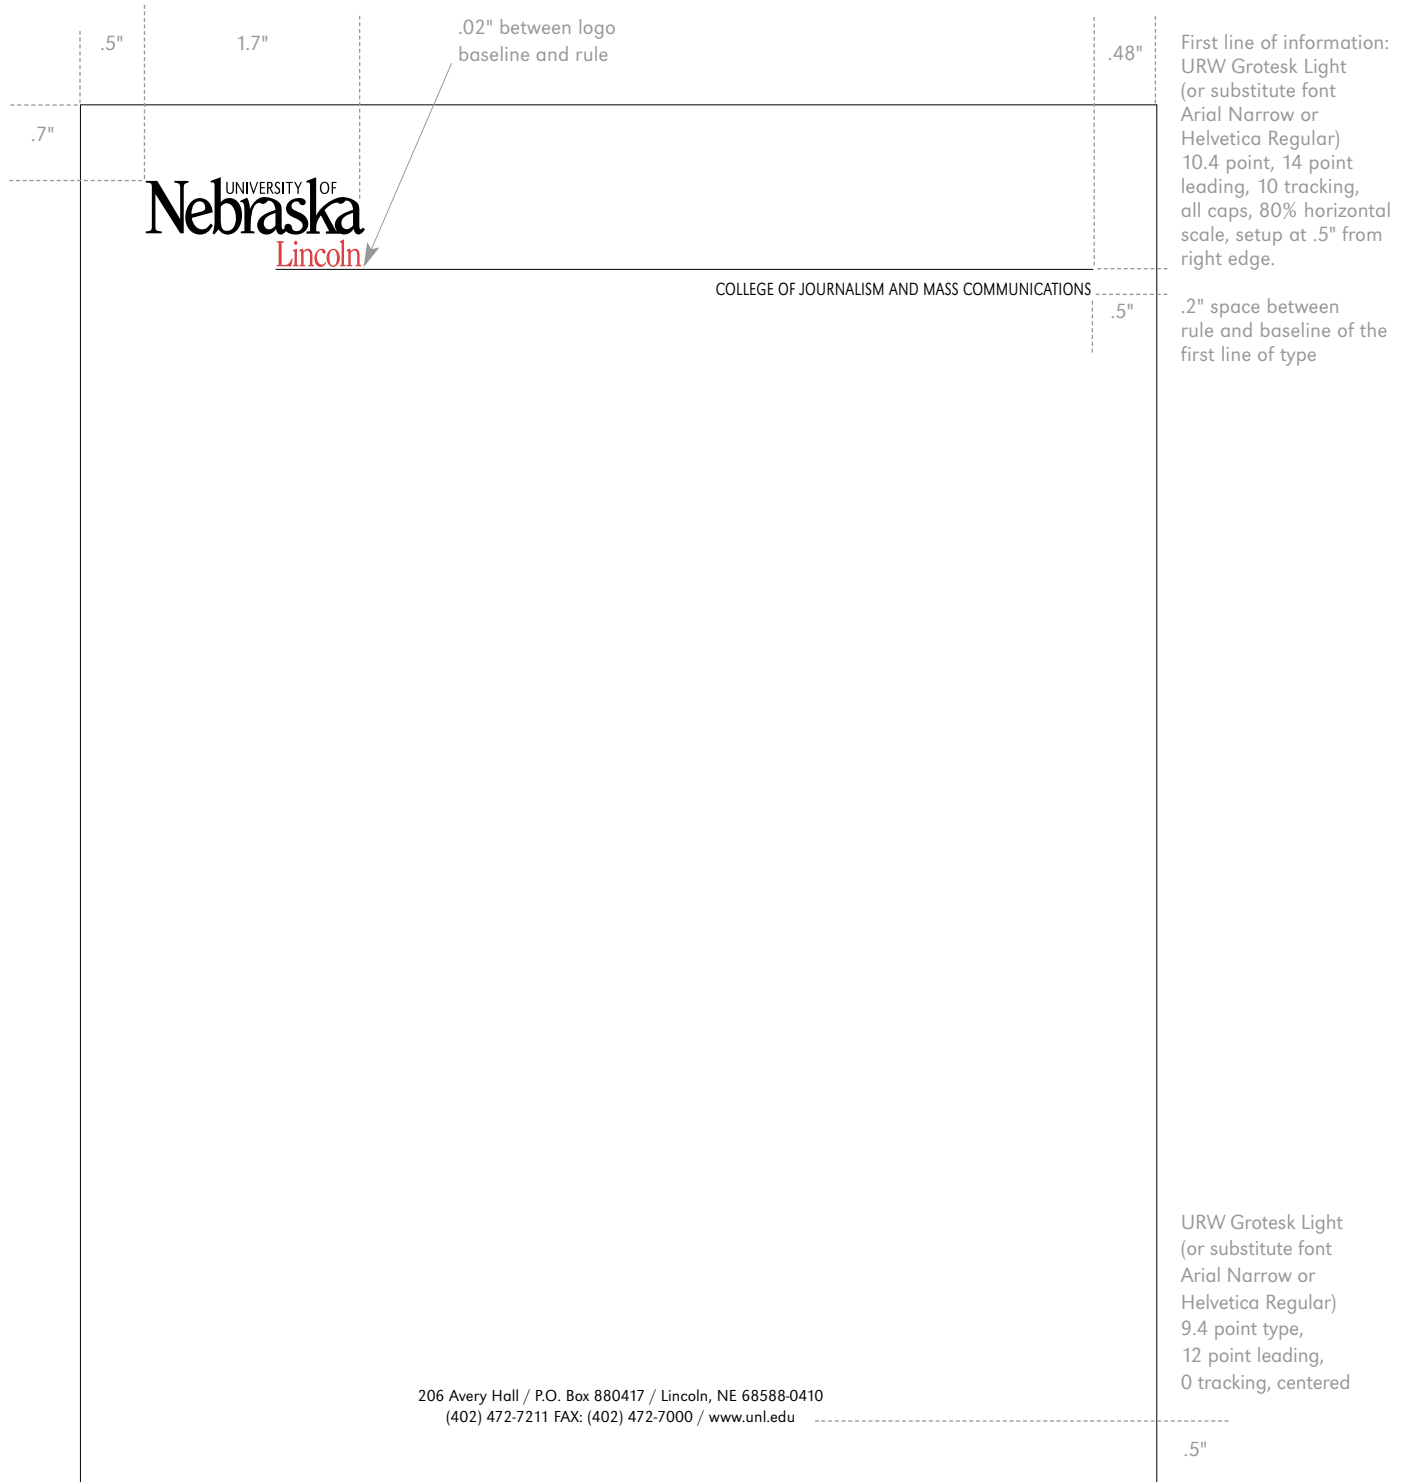 .5"
1.7"
.02" between logo
baseline and rule
.48"
First line of information:
URW Grotesk Light
(or substitute font
Arial Narrow or
Helvetica Regular)
10.4 point, 14 point
leading, 10 tracking,
all caps, 80% horizontal
scale, setup at .5" from
right edge.
.7"
UNIVERSITY OF
Nebraska
Lincoln
COLLEGE OF JOURNALISM AND MASS COMMUNICATIONS
.5"
.2" space between
rule and baseline of the
first line of type
URW Grotesk Light
(or substitute font
Arial Narrow or
Helvetica Regular)
9.4 point type,
12 point leading,
0 tracking, centered
206 Avery Hall / P.O. Box 880417 / Lincoln, NE 68588-0410
(402) 472-7211 FAX: (402) 472-7000 / www.unl.edu
.5"